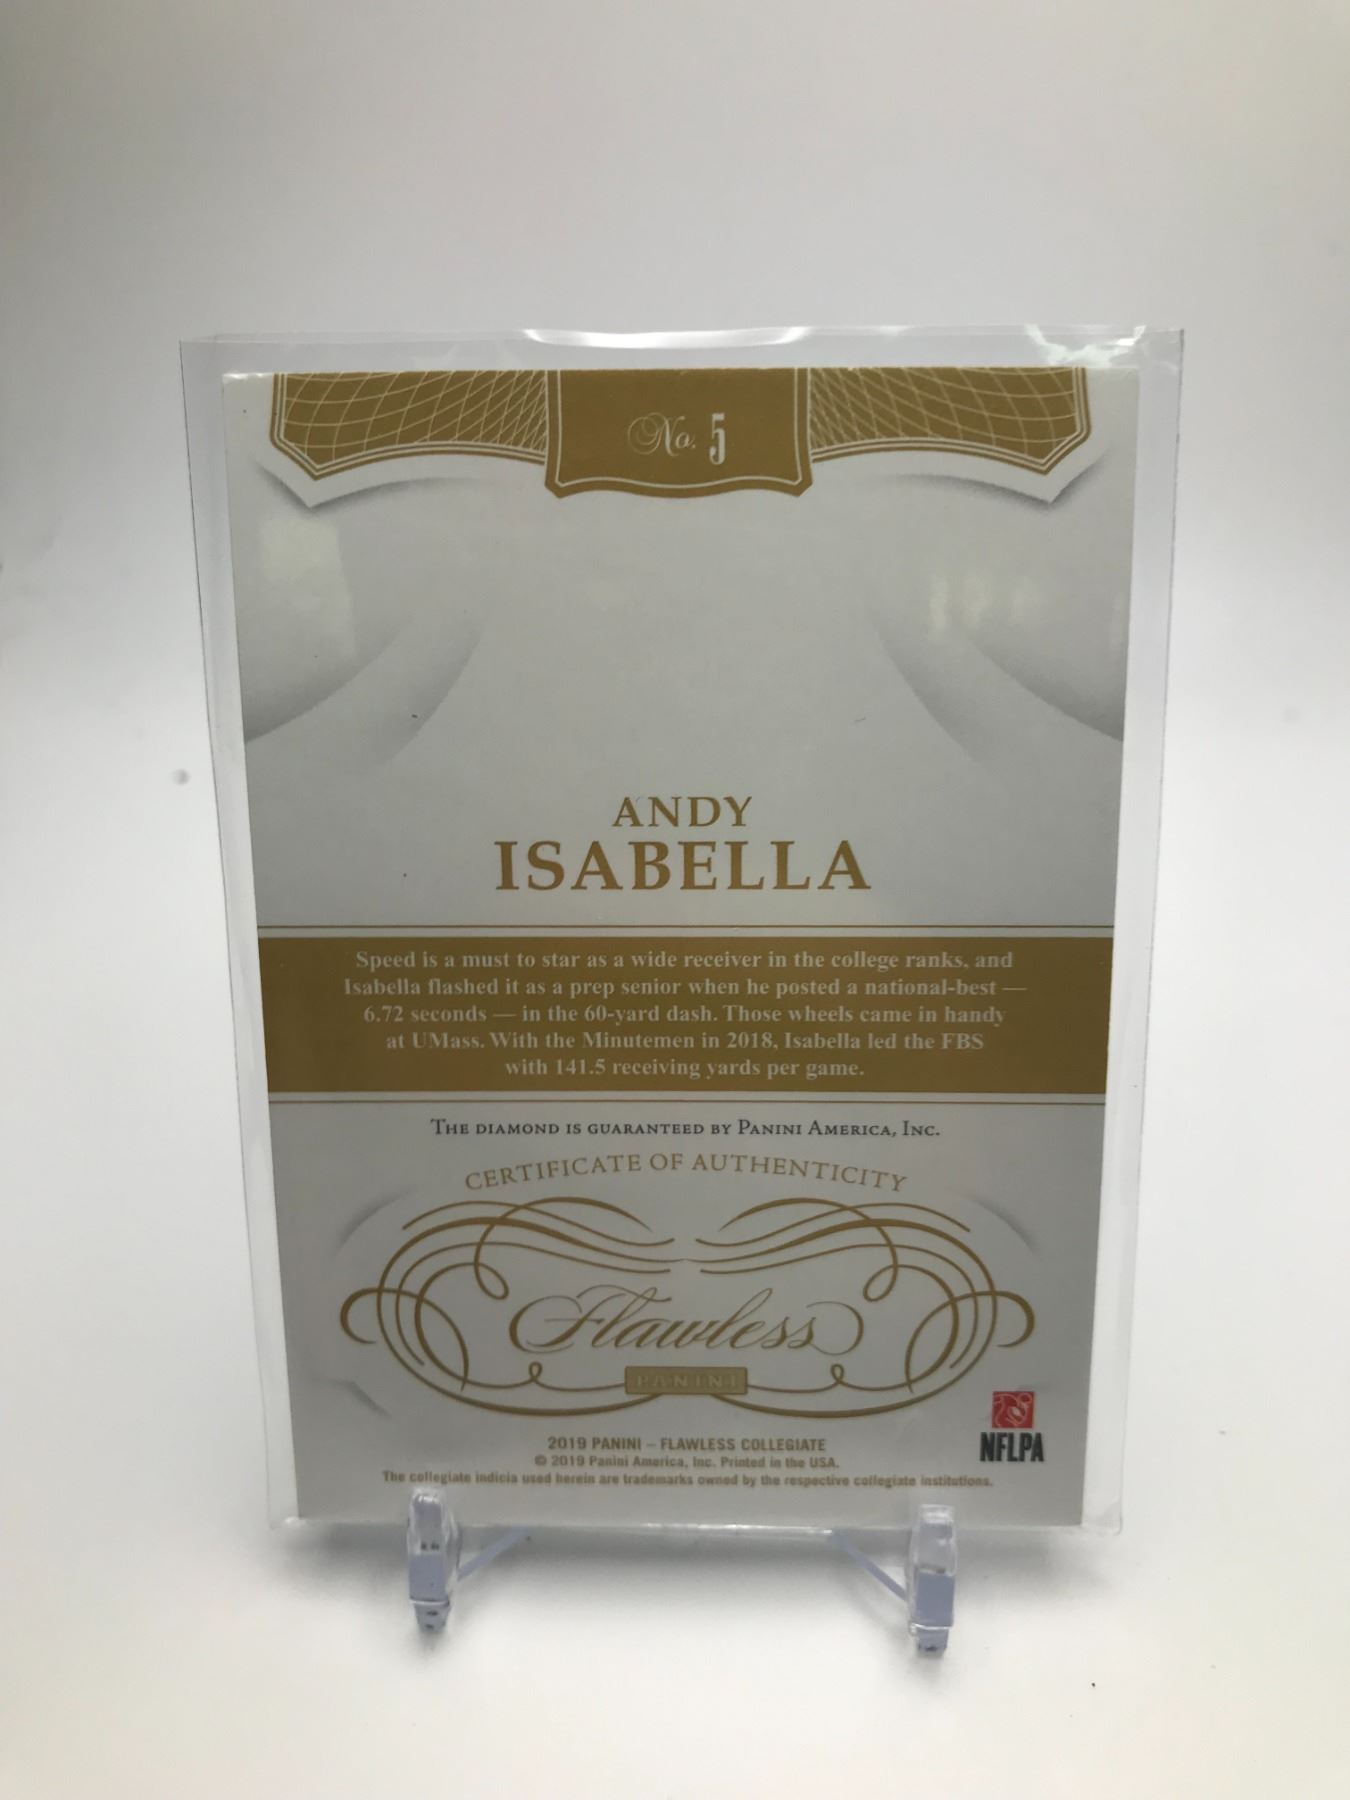 No. 5
ANDY
ISABELLA
Speed is a must to star as a wide receiver in the college ranks, and
Isabella flashed it as a prep senior when he posted a national-best —
6.72 seconds — in the 60-yard dash. Those wheels came in handy
at UMass. With the Minutemen in 2018, Isabella led the FBS
with 141.5 receiving yards per game.
THE DIAMOND IS GUARANTEED BY PANINI AMERICA, INC.
CERTIFICATE OF AUTHENTICITY
Flawless
PANINI
NFLPA
2019 PANINI – FLAWLESS COLLEGIATE
© 2019 Panini America, Inc. Printed in the USA.
The collegiate indicia used herein are trademarks owned by the respective collegiate institutions.